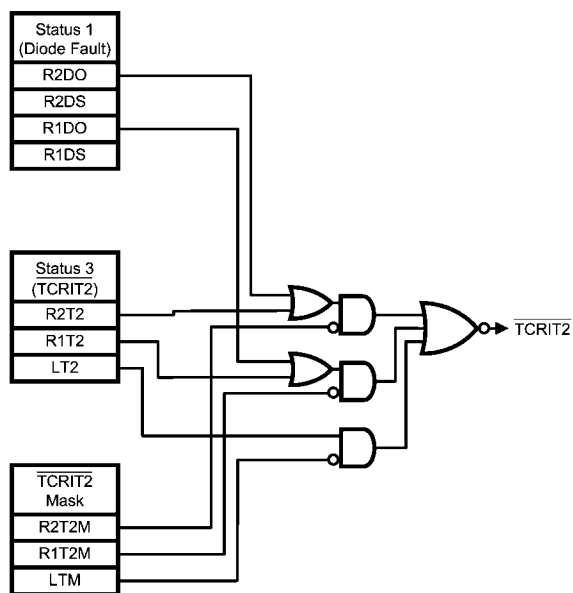 Status 1
(Diode Fault)
R2DO
R2DS
R1DO
R1DS
Status 3
(TCRIT2)
R2T2
R1T2
LT2
TCRIT2
TCRIT2
Mask
R2T2M
R1T2M
LTM